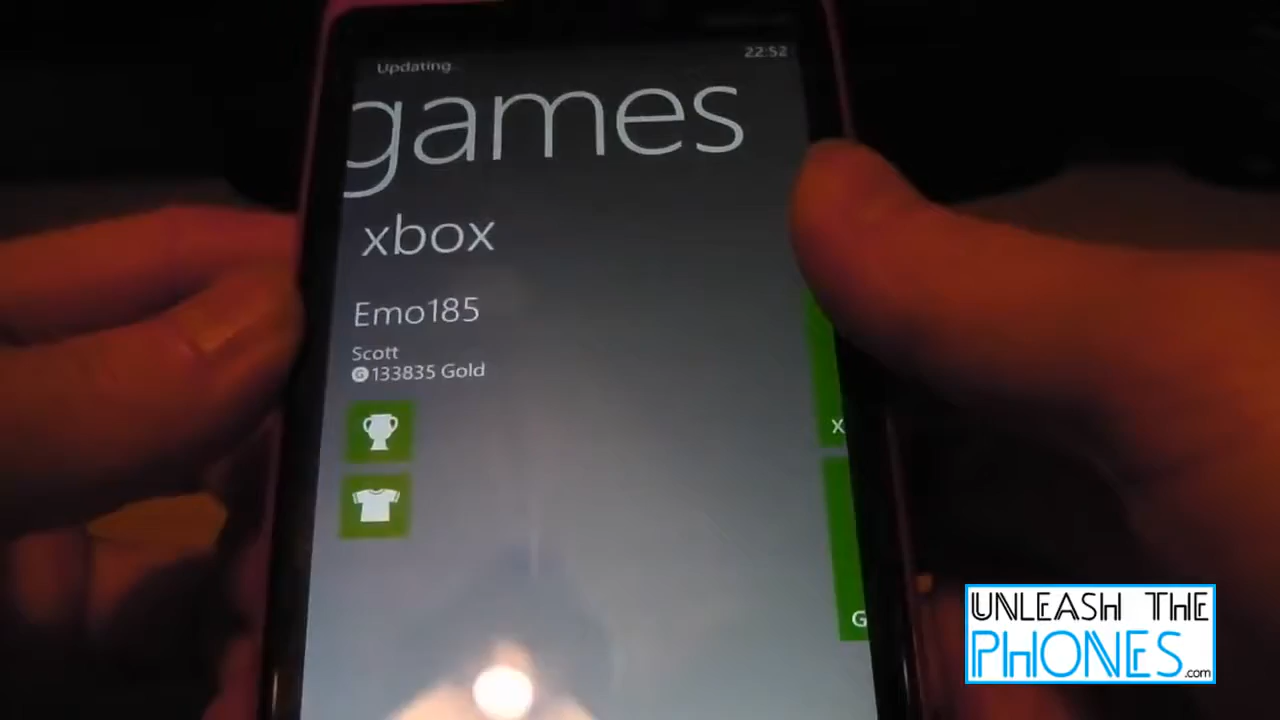 Updating...
22:52
games
xbox
Emo185
Scott
G 133835 Gold
x
G
UNLEASH THE
PHONES.com